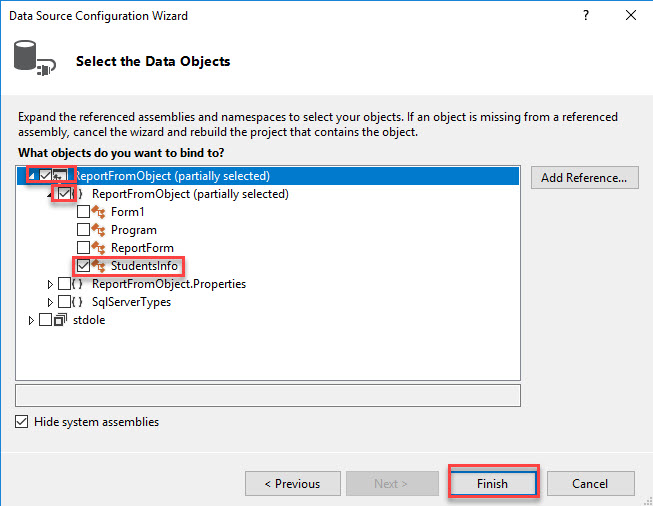 Data Source Configuration Wizard
?
Select the Data Objects
Expand the referenced assemblies and namespaces to select your objects. If an object is missing from a referenced
assembly, cancel the wizard and rebuild the project that contains the object.
What objects do you want to bind to?
ReportFromObject (partially selected)
Add Reference...
{ } ReportFromObject (partially selected)
Form1
Program
ReportForm
StudentsInfo
{ } ReportFromObject.Properties
{ } SqlServerTypes
stdole
Hide system assemblies
< Previous
Next >
Finish
Cancel